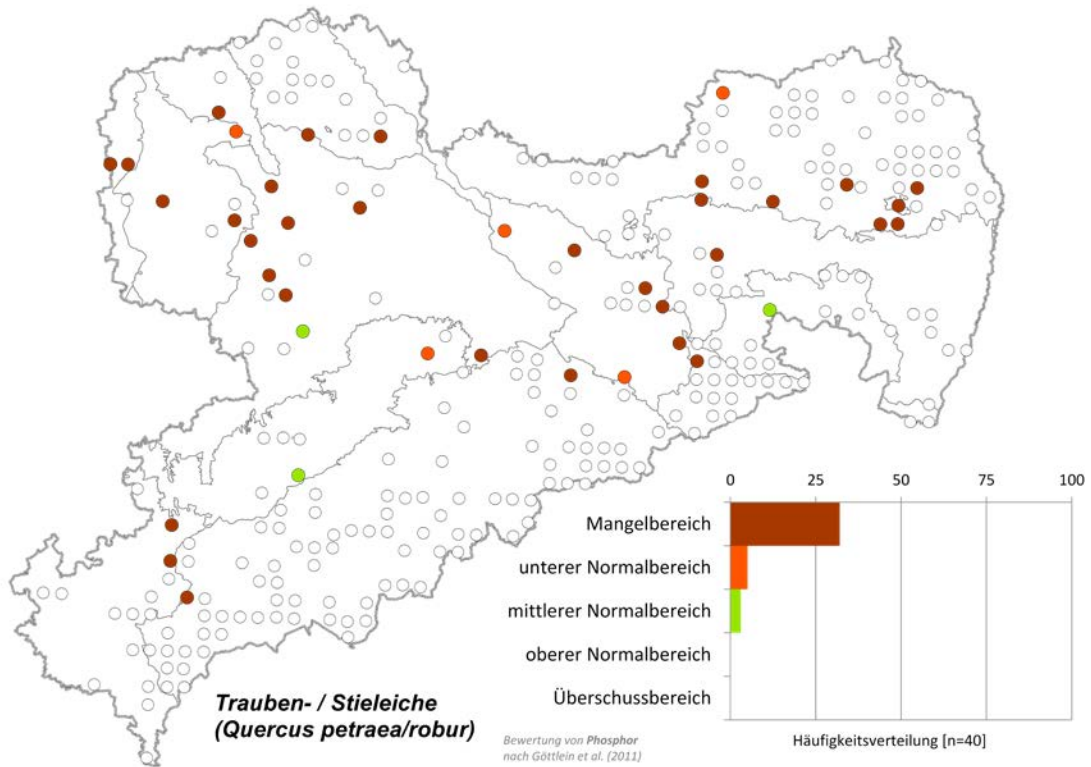 0 25 50 75 100
Mangelbereich
unterer Normalbereich
mittlerer Normalbereich
oberer Normalbereich
Überschussbereich
Trauben- / Stieleiche
(Quercus petraea/robur)
Bewertung von Phosphor
nach Göttlein et al. (2011)
Häufigkeitsverteilung [n=40]